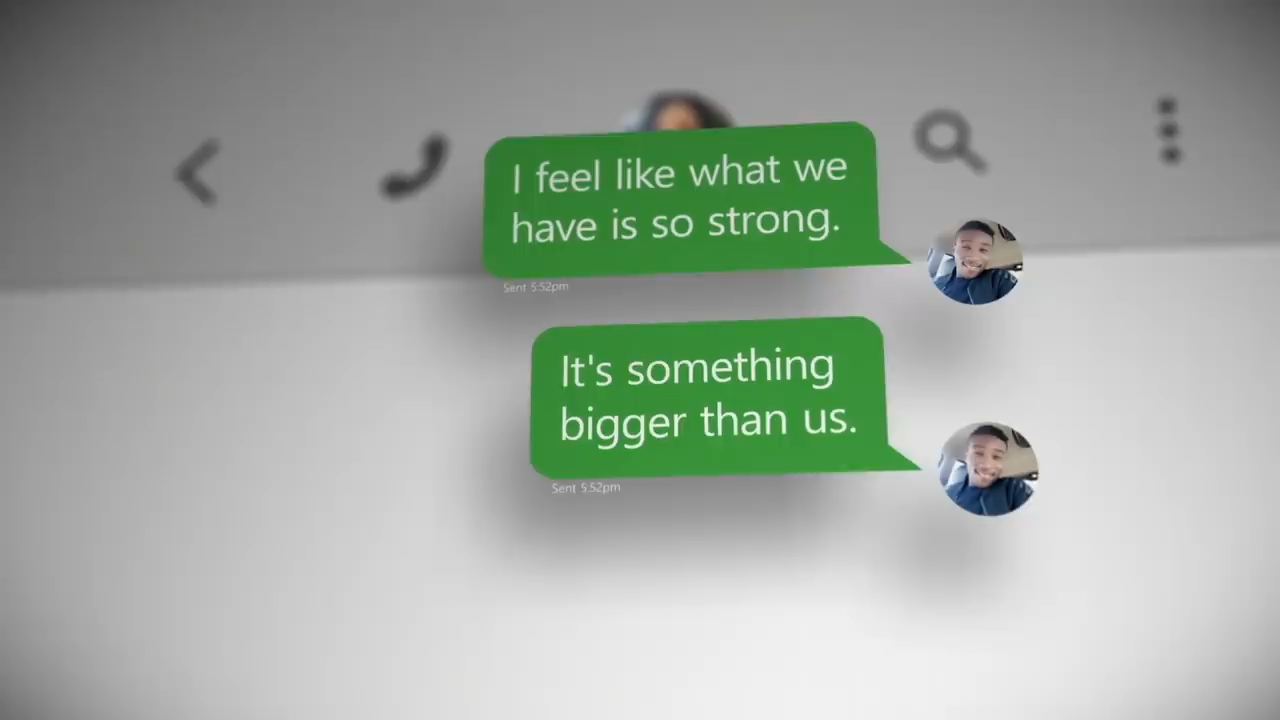 I feel like what we
have is so strong.
Sent 5:52pm
It's something
bigger than us.
Sent 5:52pm